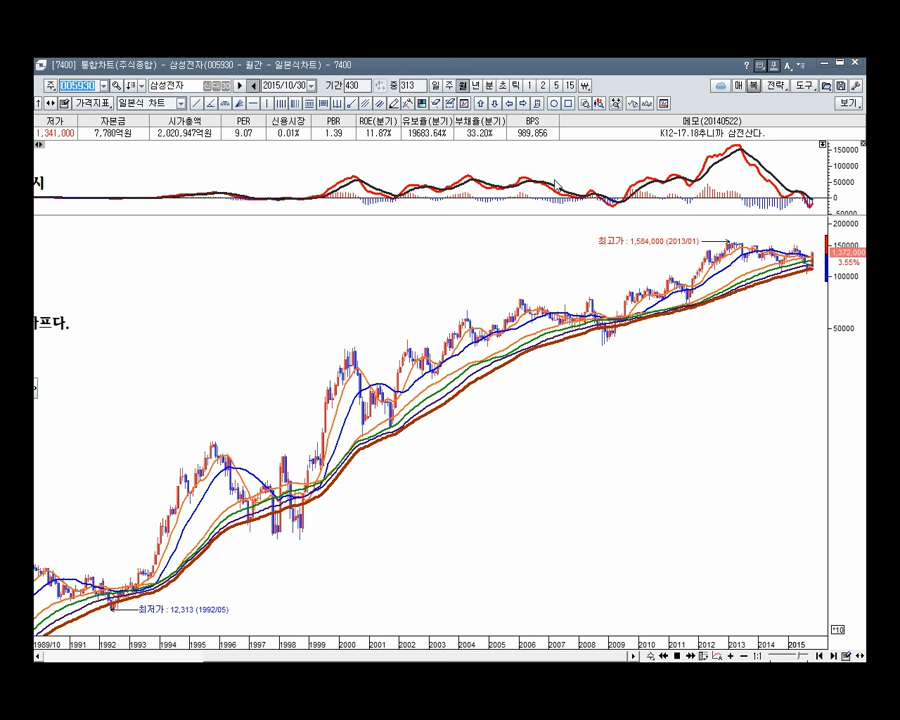 [7400] 통합차트(주식종합) - 삼성전자(005930 - 월간 - 일본식차트) - 7400
주 005930 삼성전자 2015/10/30 기간 430 중 313 일 주 월 년 분 초 틱 1 2 5 15 매 복 전략 도구
가격지표 일본식 차트 보기
저가 자본금 시가총액 PER 신용시장 PBR ROE(분기) 유보율(분기) 부채율(분기) BPS 메모(20140522)
1,341,000 7,780억원 2,020,947억원 9.07 0.01% 1.39 11.87% 19683.64% 33.20% 989,856 K12-17.18추니까 삼전산다.
150000
100000
50000
0
50000
시
200000
최고가 : 1,584,000 (2013/01)
150000
1,372,000
3.55%
100000
파프다.
50000
최저가 : 12,313 (1992/05)
*10
1989/10 1991 1992 1993 1994 1995 1996 1997 1998 1999 2000 2001 2002 2003 2004 2005 2006 2007 2008 2009 2010 2011 2012 2013 2014 2015
1:1